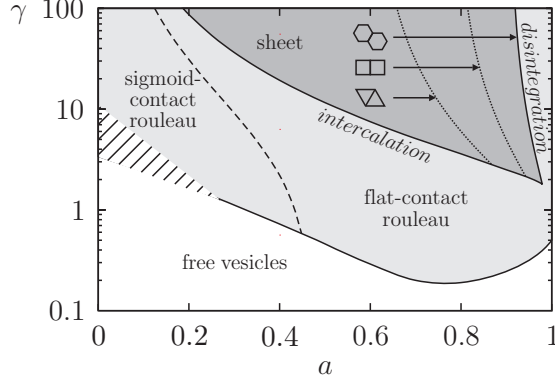 γ
100
10
1
0.1
sheet
sigmoid-
contact
rouleau
intercalation
disintegration
flat-contact
rouleau
free vesicles
0
0.2
0.4
0.6
0.8
1
a